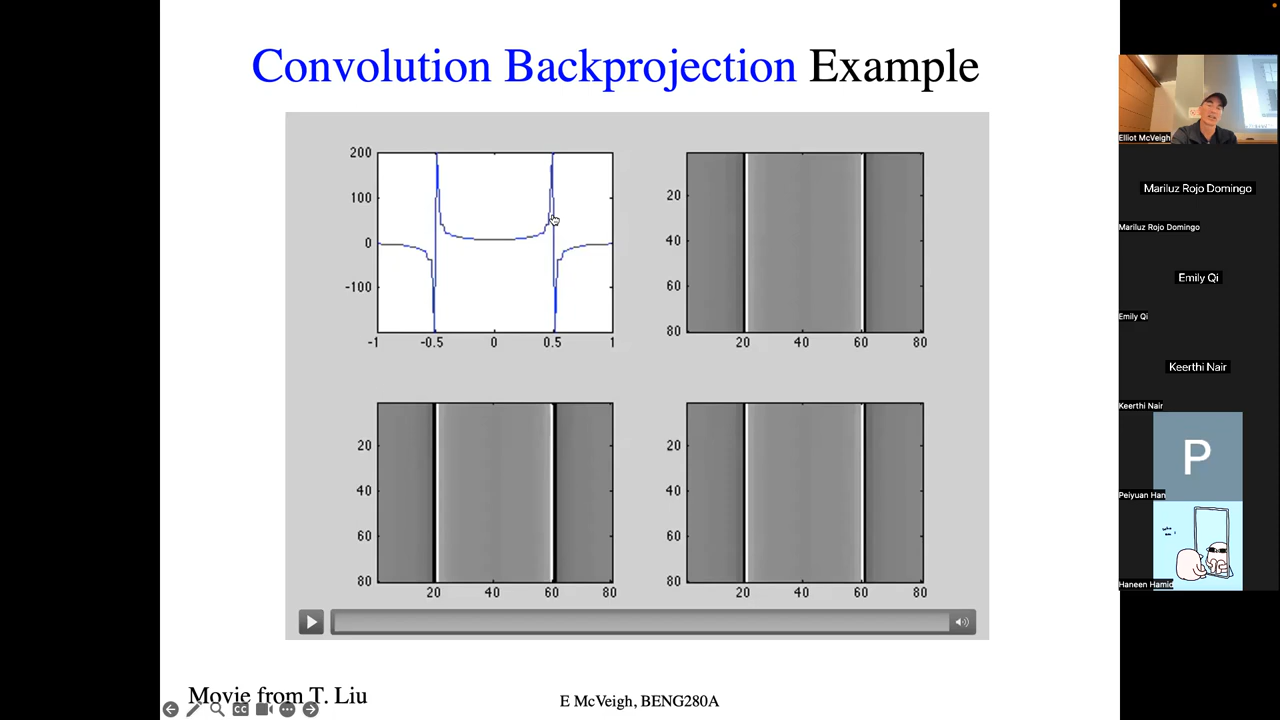 Convolution Backprojection Example
200
100
0
-100
-1 -0.5 0 0.5 1
20
40
60
80
20 40 60 80
20
40
60
80
20 40 60 80
20
40
60
80
20 40 60 80
Movie from T. Liu
E McVeigh, BENG280A
CC
Elliot McVeigh
Mariluz Rojo Domingo
Mariluz Rojo Domingo
Emily Qi
Emily Qi
Keerthi Nair
Keerthi Nair
P
Peiyuan Han
Haneen Hamid